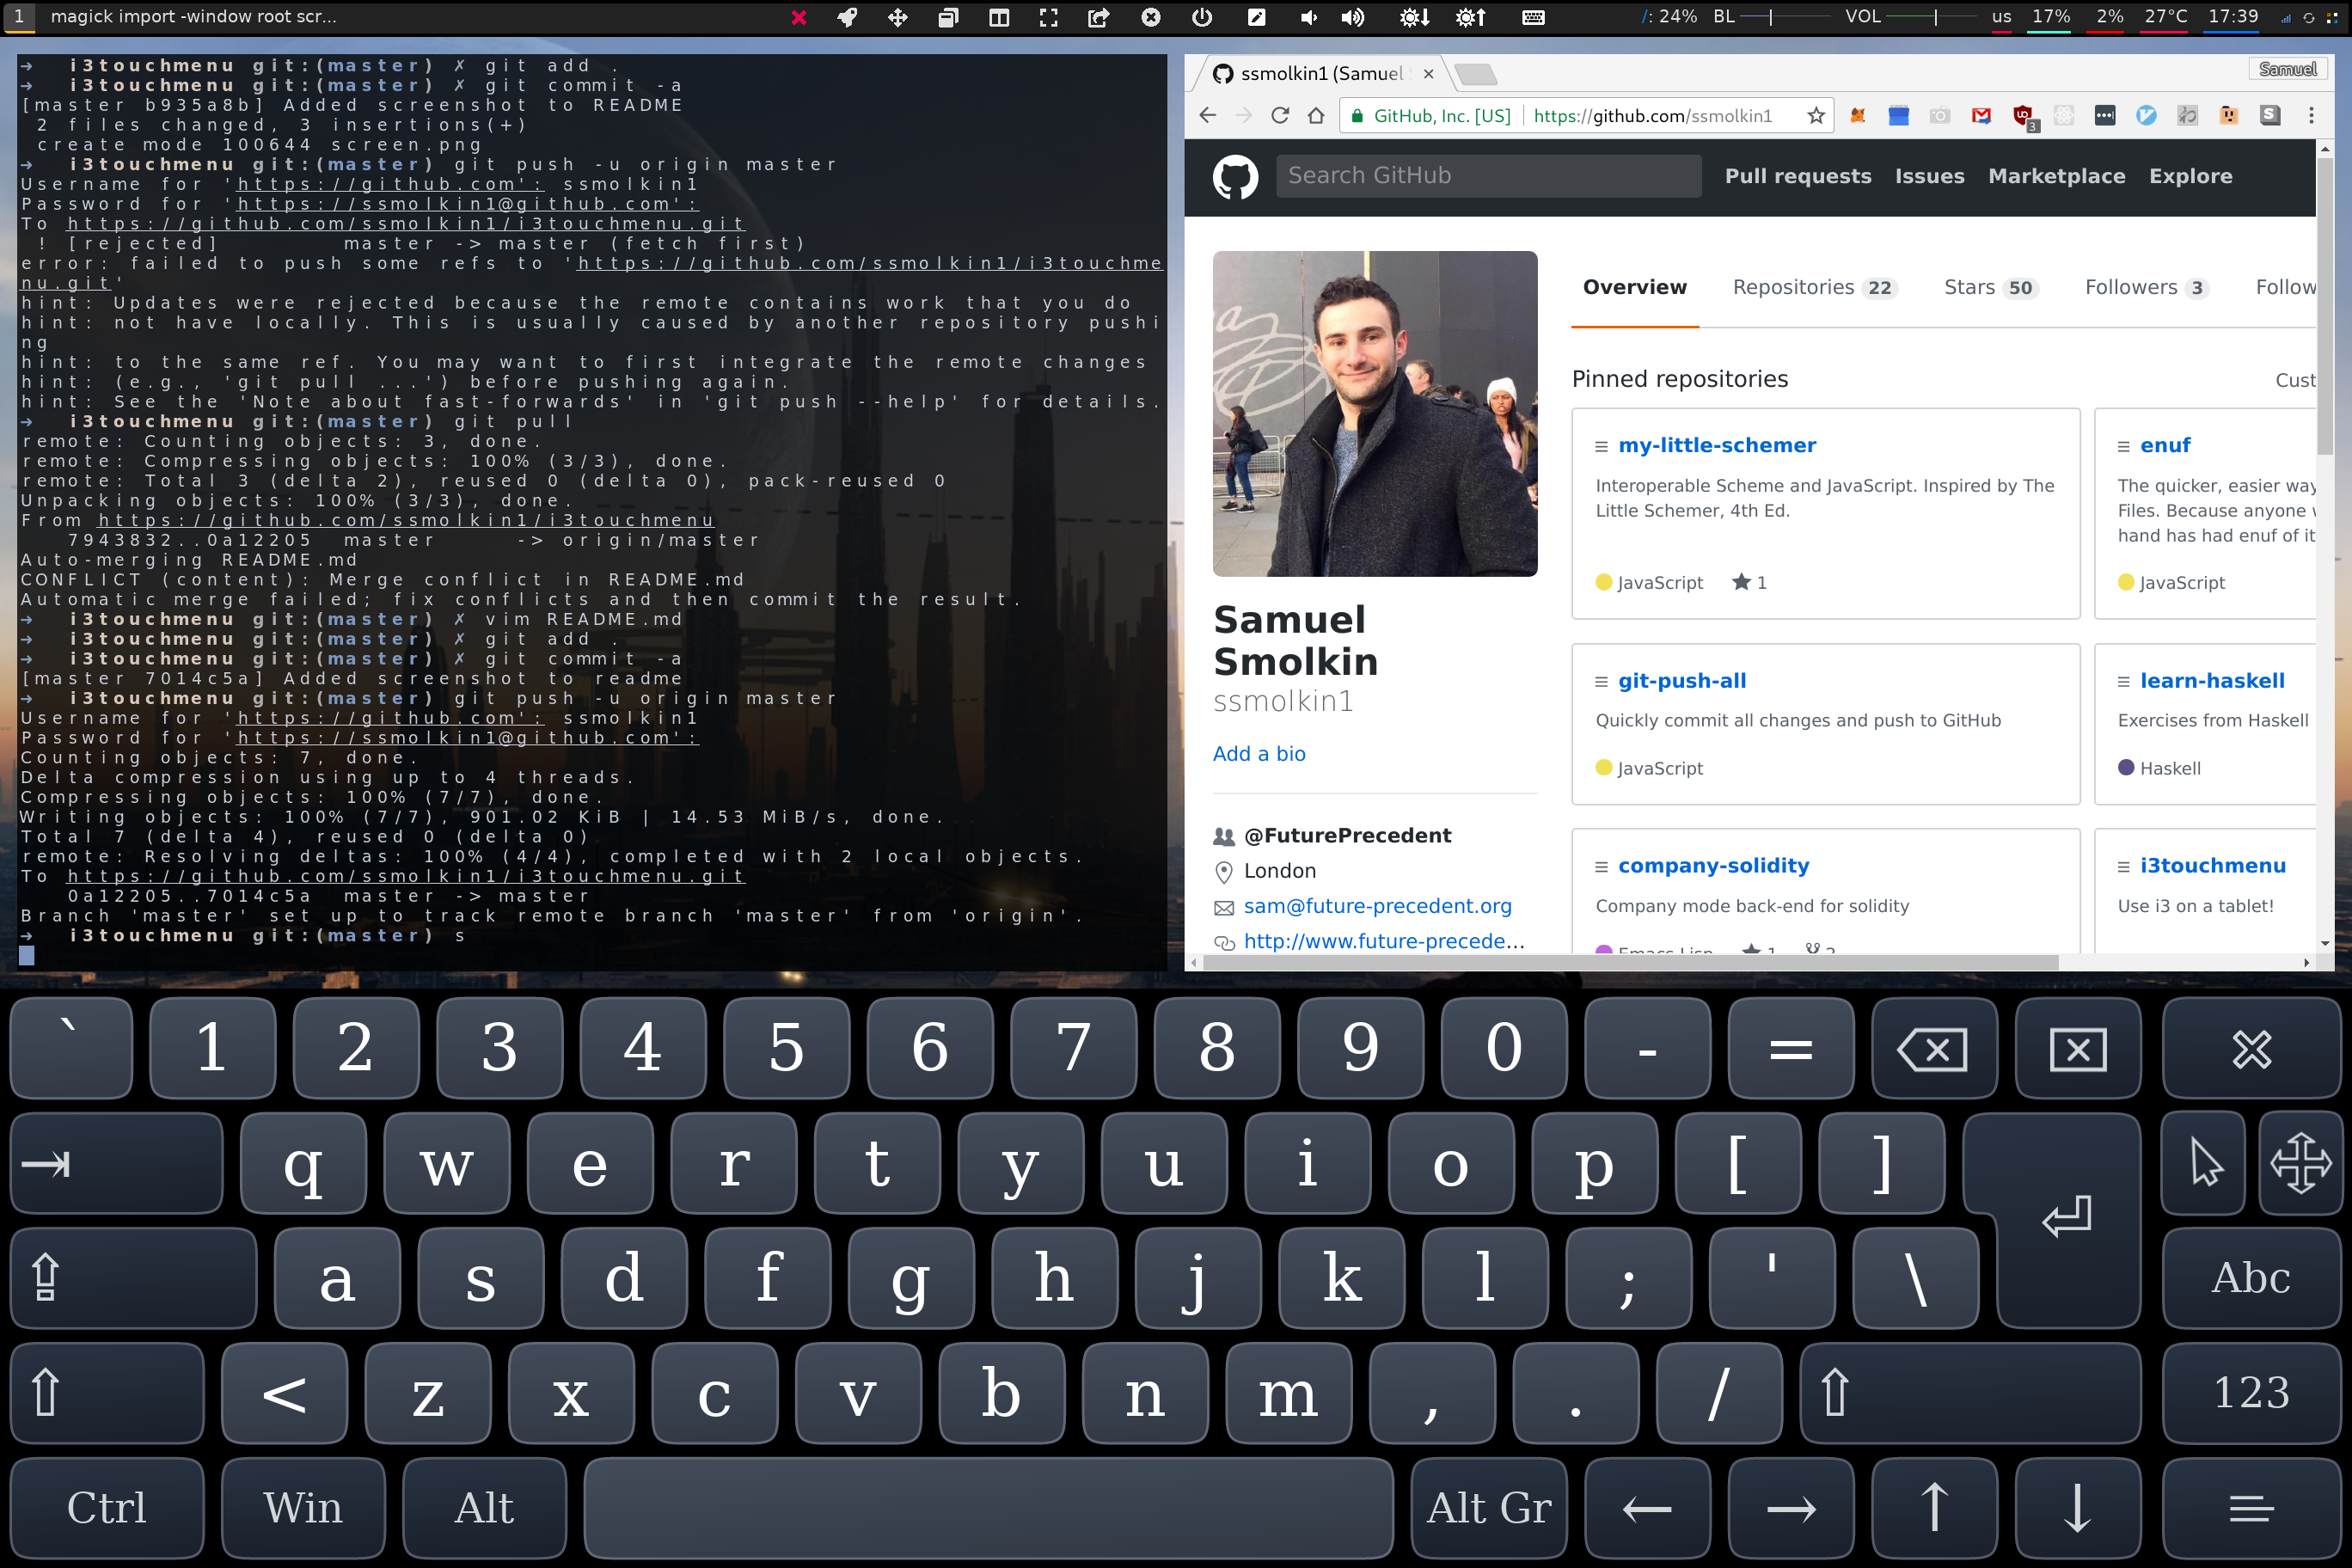 1 magick import -window root scr...
/: 24% BL VOL us 17% 2% 27°C 17:39
➜  i3touchmenu git:(master) ✗ git add .
➜  i3touchmenu git:(master) ✗ git commit -a
[master b935a8b] Added screenshot to README
 2 files changed, 3 insertions(+)
 create mode 100644 screen.png
➜  i3touchmenu git:(master) git push -u origin master
Username for 'https://github.com': ssmolkin1
Password for 'https://ssmolkin1@github.com':
To https://github.com/ssmolkin1/i3touchmenu.git
 ! [rejected]        master -> master (fetch first)
error: failed to push some refs to 'https://github.com/ssmolkin1/i3touchme
nu.git'
hint: Updates were rejected because the remote contains work that you do
hint: not have locally. This is usually caused by another repository pushi
ng
hint: to the same ref. You may want to first integrate the remote changes
hint: (e.g., 'git pull ...') before pushing again.
hint: See the 'Note about fast-forwards' in 'git push --help' for details.
➜  i3touchmenu git:(master) git pull
remote: Counting objects: 3, done.
remote: Compressing objects: 100% (3/3), done.
remote: Total 3 (delta 2), reused 0 (delta 0), pack-reused 0
Unpacking objects: 100% (3/3), done.
From https://github.com/ssmolkin1/i3touchmenu
   7943832..0a12205  master     -> origin/master
Auto-merging README.md
CONFLICT (content): Merge conflict in README.md
Automatic merge failed; fix conflicts and then commit the result.
➜  i3touchmenu git:(master) ✗ vim README.md
➜  i3touchmenu git:(master) ✗ git add .
➜  i3touchmenu git:(master) ✗ git commit -a
[master 7014c5a] Added screenshot to readme
➜  i3touchmenu git:(master) git push -u origin master
Username for 'https://github.com': ssmolkin1
Password for 'https://ssmolkin1@github.com':
Counting objects: 7, done.
Delta compression using up to 4 threads.
Compressing objects: 100% (7/7), done.
Writing objects: 100% (7/7), 901.02 KiB | 14.53 MiB/s, done.
Total 7 (delta 4), reused 0 (delta 0)
remote: Resolving deltas: 100% (4/4), completed with 2 local objects.
To https://github.com/ssmolkin1/i3touchmenu.git
   0a12205..7014c5a  master -> master
Branch 'master' set up to track remote branch 'master' from 'origin'.
➜  i3touchmenu git:(master) s
ssmolkin1 (Samuel
Samuel
GitHub, Inc. [US] https://github.com/ssmolkin1
3
Search GitHub Pull requests Issues Marketplace Explore
Overview Repositories 22 Stars 50 Followers 3 Follow
Pinned repositories Cust
my-little-schemer
Interoperable Scheme and JavaScript. Inspired by The
Little Schemer, 4th Ed.
JavaScript ★ 1
enuf
The quicker, easier way
Files. Because anyone
hand has had enuf of it
JavaScript
Samuel
Smolkin
ssmolkin1
Add a bio
git-push-all
Quickly commit all changes and push to GitHub
JavaScript
learn-haskell
Exercises from Haskell
Haskell
@FuturePrecedent
London
sam@future-precedent.org
http://www.future-precede...
company-solidity
Company mode back-end for solidity
Emacs Lisp ★ 1 2
i3touchmenu
Use i3 on a tablet!
` 1 2 3 4 5 6 7 8 9 0 - =
q w e r t y u i o p [ ]
a s d f g h j k l ; ' \ Abc
< z x c v b n m , . / 123
Ctrl Win Alt Alt Gr ← → ↑ ↓